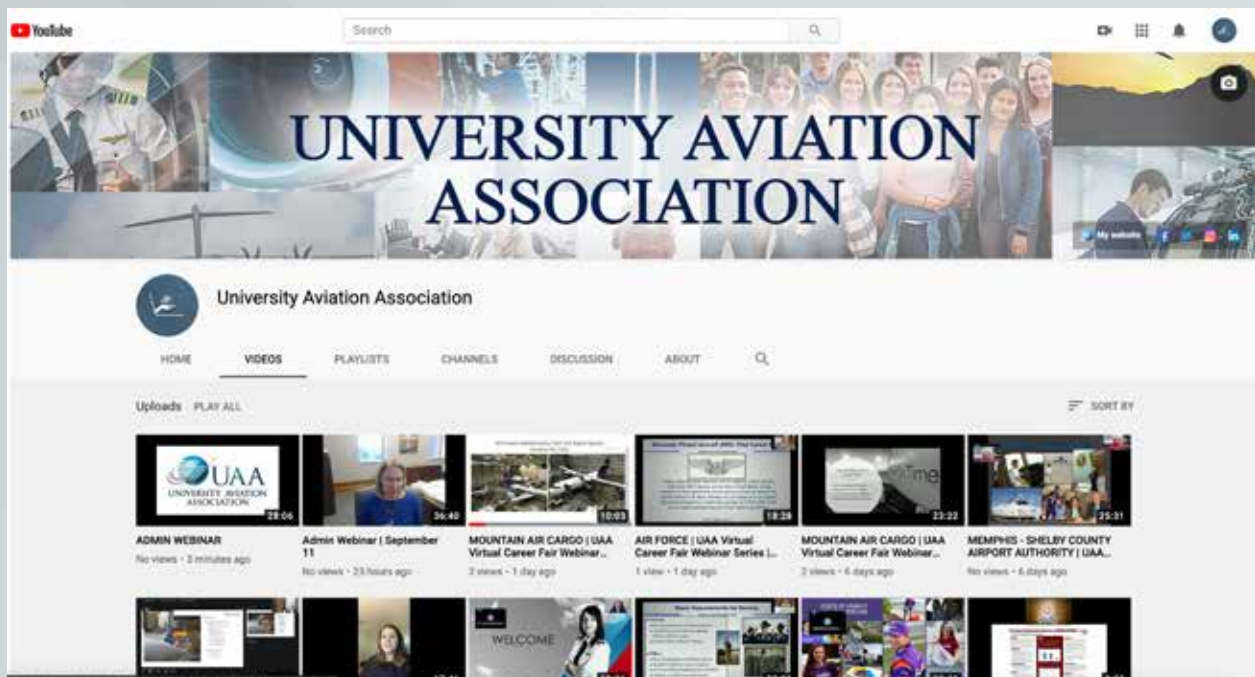 YouTube
Search
UNIVERSITY AVIATION
ASSOCIATION
My website
University Aviation Association
HOME VIDEOS PLAYLISTS CHANNELS DISCUSSION ABOUT
Uploads PLAY ALL
SORT BY
UAA
UNIVERSITY AVIATION
ASSOCIATION
28:06
36:40
10:05
18:28
23:22
25:31
ADMIN WEBINAR
No views • 3 minutes ago
Admin Webinar | September
11
No views • 23 hours ago
MOUNTAIN AIR CARGO | UAA
Virtual Career Fair Webinar...
2 views • 1 day ago
AIR FORCE | UAA Virtual
Career Fair Webinar Series |...
1 view • 1 day ago
MOUNTAIN AIR CARGO | UAA
Virtual Career Fair Webinar...
2 views • 6 days ago
MEMPHIS - SHELBY COUNTY
AIRPORT AUTHORITY | UAA...
No views • 6 days ago
WELCOME